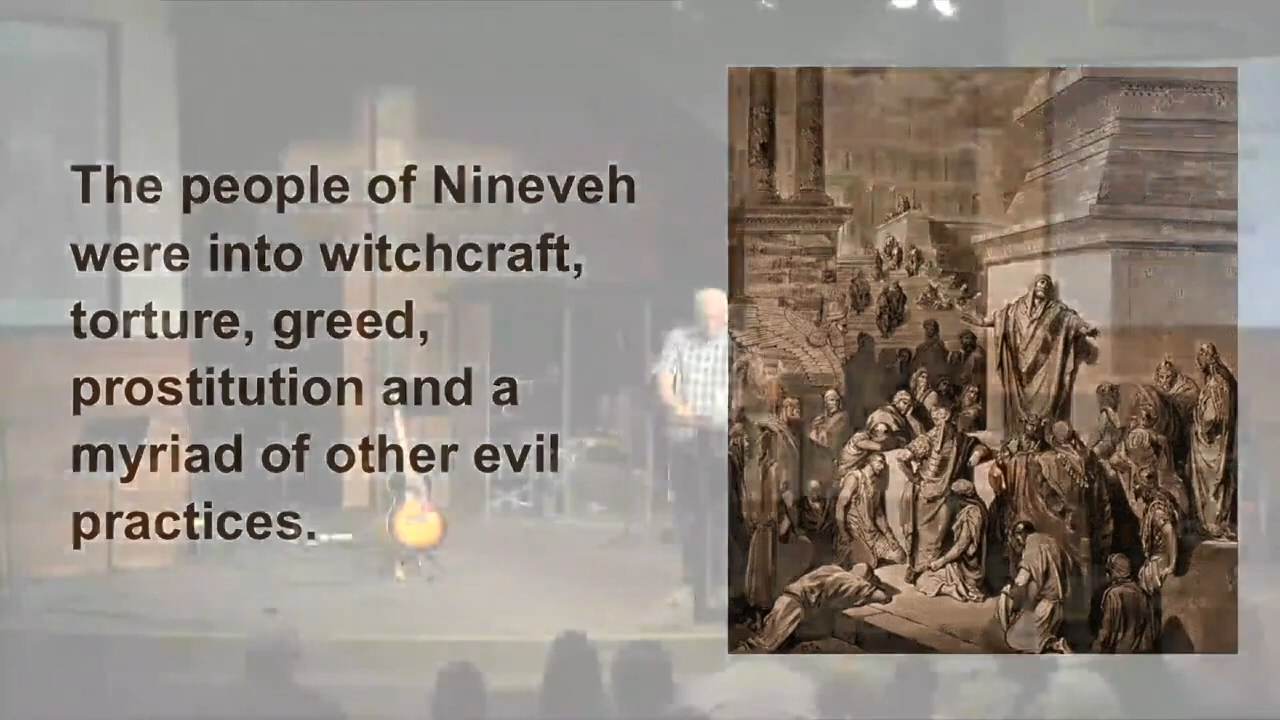 The people of Nineveh
were into witchcraft,
torture, greed,
prostitution and a
myriad of other evil
practices.